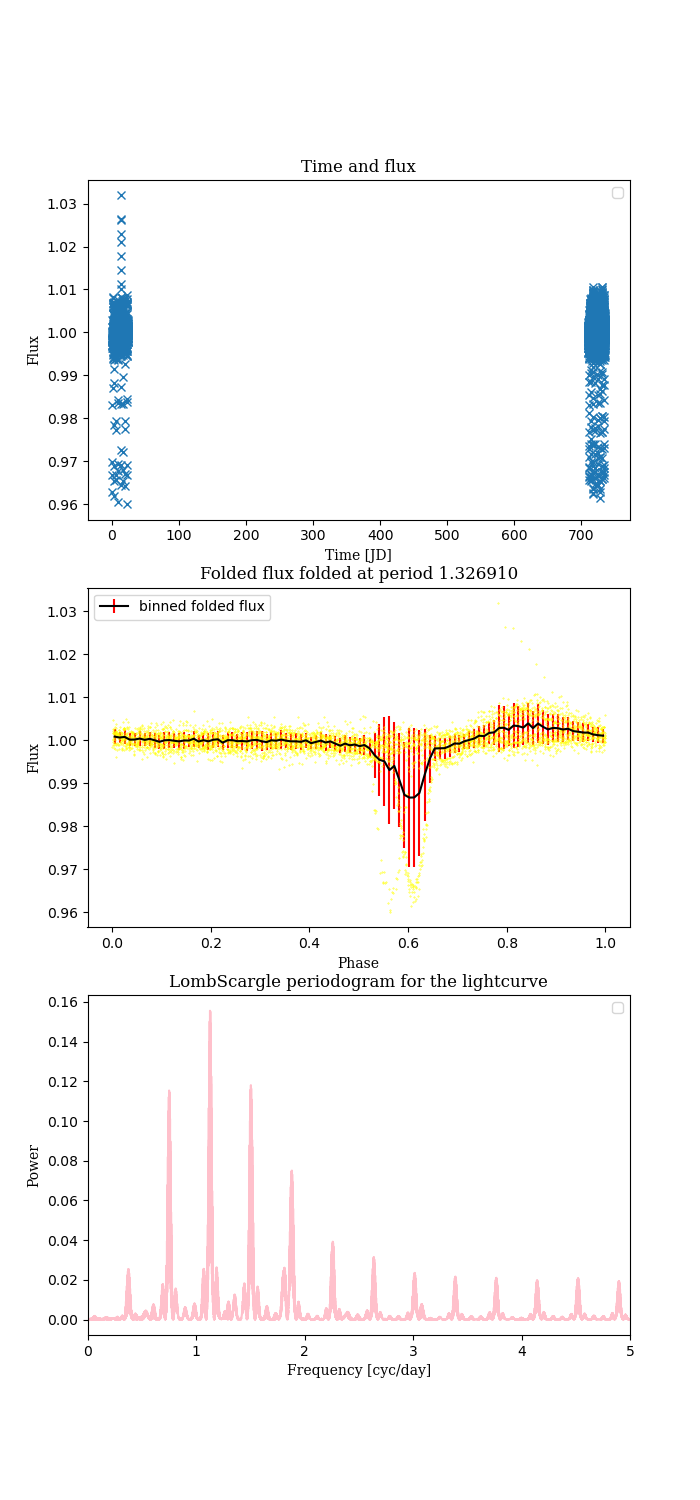 Time and flux
1.03
1.02
1.01
1.00
0.99
0.98
0.97
0.96
Flux
0 100 200 300 400 500 600 700
Time [JD]
Folded flux folded at period 1.326910
binned folded flux
1.03
1.02
1.01
1.00
0.99
0.98
0.97
0.96
Flux
0.0 0.2 0.4 0.6 0.8 1.0
Phase
LombScargle periodogram for the lightcurve
0.16
0.14
0.12
0.10
0.08
0.06
0.04
0.02
0.00
Power
0 1 2 3 4 5
Frequency [cyc/day]